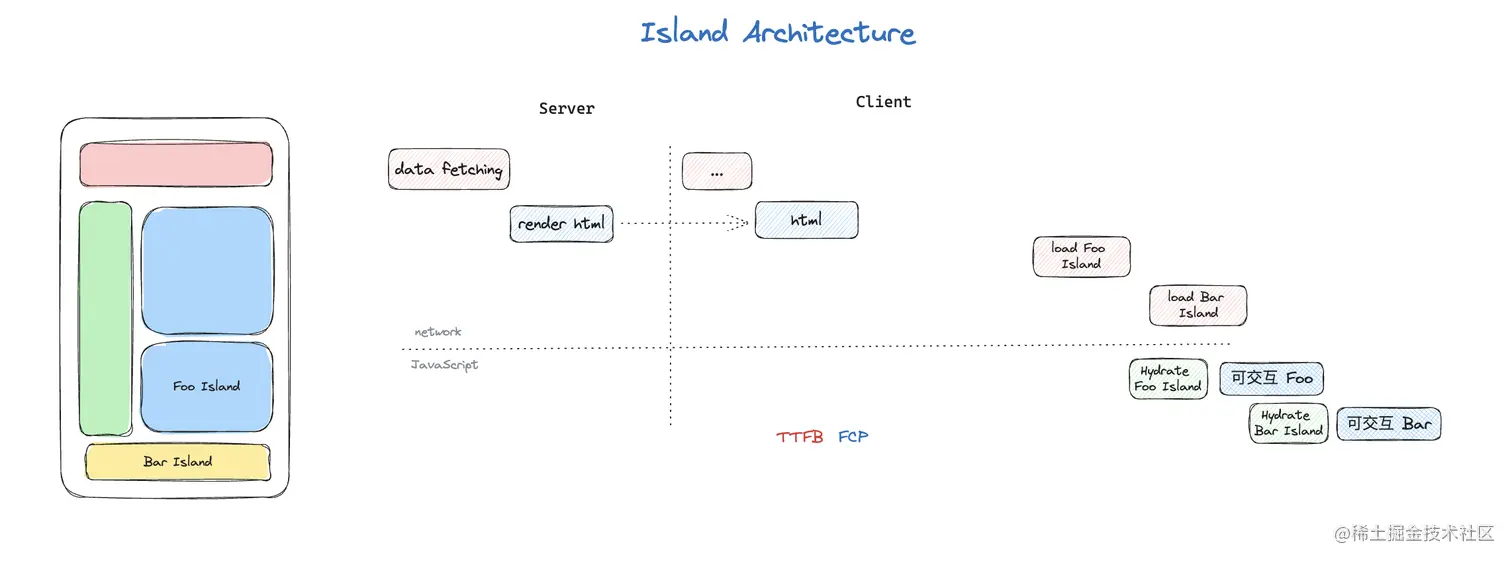 Island Architecture
Server
Client
data fetching
...
render html
html
load Foo
Island
load Bar
Island
network
JavaScript
Foo Island
Bar Island
Hydrate
Foo Island
可交互 Foo
Hydrate
Bar Island
可交互 Bar
TTFB FCP
@稀土掘金技术社区